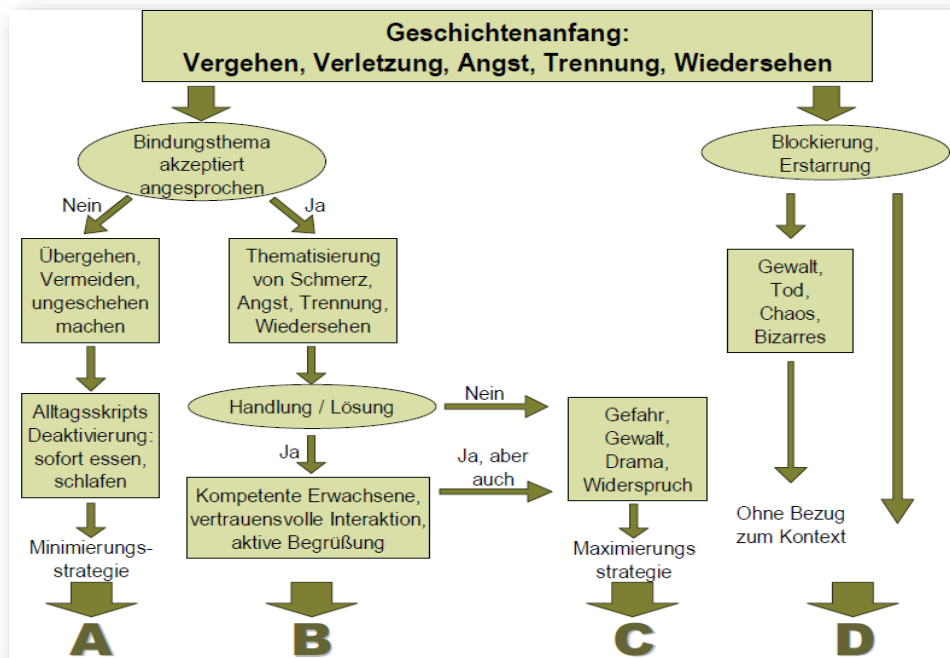 Geschichtenanfang:
Vergehen, Verletzung, Angst, Trennung, Wiedersehen
Bindungsthema
akzeptiert
angesprochen
Nein
Ja
Übergehen,
Vermeiden,
ungeschehen
machen
Alltagsskripts
Deaktivierung:
sofort essen,
schlafen
Minimierungs-
strategie
A
Thematisierung
von Schmerz,
Angst, Trennung,
Wiedersehen
Handlung / Lösung
Nein
Ja
Kompetente Erwachsene,
vertrauensvolle Interaktion,
aktive Begrüßung
Ja, aber
auch
B
Gefahr,
Gewalt,
Drama,
Widerspruch
Maximierungs
strategie
C
Blockierung,
Erstarrung
Gewalt,
Tod,
Chaos,
Bizarres
Ohne Bezug
zum Kontext
D